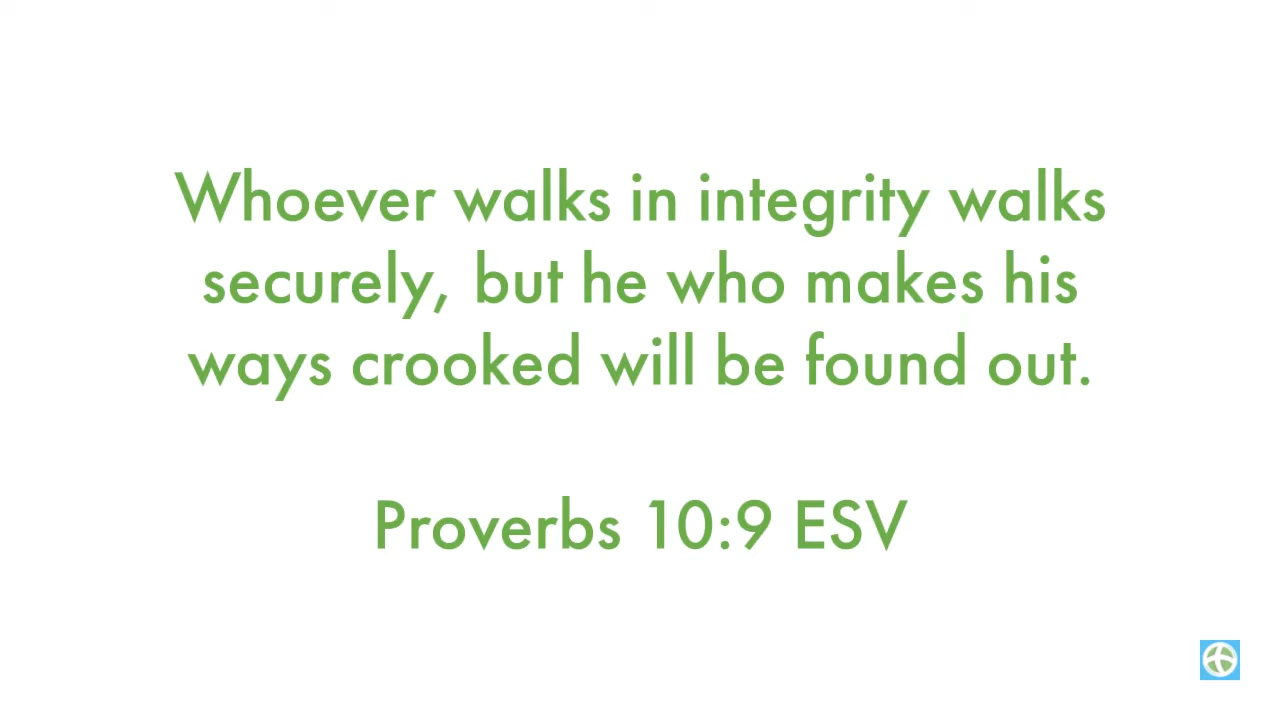 Whoever walks in integrity walks
securely, but he who makes his
ways crooked will be found out.
Proverbs 10:9 ESV